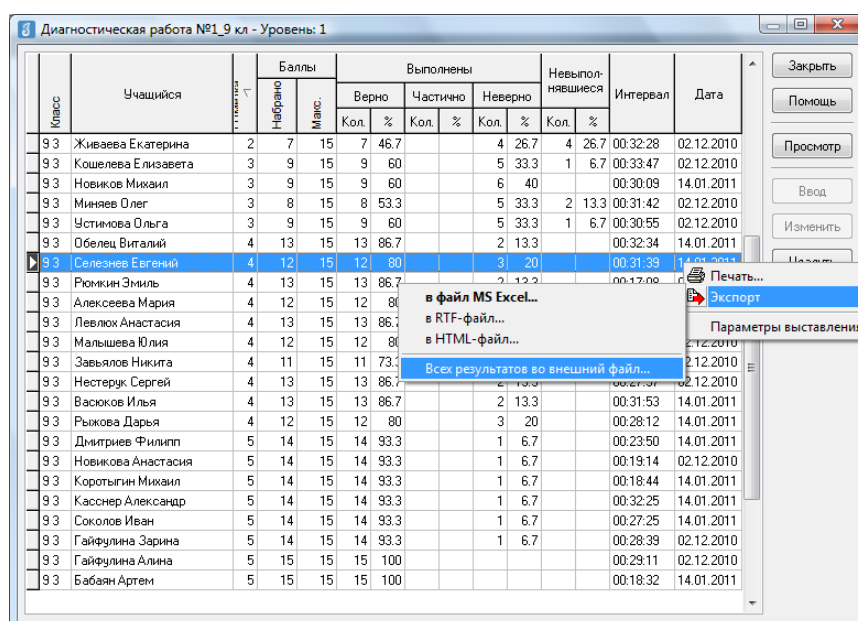 Диагностическая работа №1_9 кл - Уровень: 1
Класс Учащийся Баллы Набрано Макс. Выполнены Верно Частично Неверно Невыпол-нявшиеся Интервал Дата
Кол. % Кол. % Кол. % Кол. %
9 3 Живаева Екатерина 2 7 15 7 46.7 4 26.7 4 26.7 00:32:28 02.12.2010
9 3 Кошелева Елизавета 3 9 15 9 60 5 33.3 1 6.7 00:33:47 02.12.2010
9 3 Новиков Михаил 3 9 15 9 60 6 40 00:30:09 14.01.2011
9 3 Миняев Олег 3 8 15 8 53.3 5 33.3 2 13.3 00:31:42 02.12.2010
9 3 Устимова Ольга 3 9 15 9 60 5 33.3 1 6.7 00:30:55 02.12.2010
9 3 Обелец Виталий 4 13 15 13 86.7 2 13.3 00:32:34 14.01.2011
9 3 Селезнев Евгений 4 12 15 12 80 3 20 00:31:39 14.01.2011
9 3 Рюмкин Эмиль 4 13 15 13 86.7 2 13.3
9 3 Алексеева Мария 4 12 15 12
9 3 Левлюх Анастасия 4 13 15 13
9 3 Малышева Юлия 4 12 15 12
9 3 Завьялов Никита 4 11 15 11 2.12.2010
9 3 Нестерук Сергей 4 13 15 13 02.12.2010
9 3 Васюков Илья 4 13 15 13 86.7 2 13.3 00:31:53 14.01.2011
9 3 Рыжова Дарья 4 12 15 12 80 3 20 00:28:12 14.01.2011
9 3 Дмитриев Филипп 5 14 15 14 93.3 1 6.7 00:23:50 14.01.2011
9 3 Новикова Анастасия 5 14 15 14 93.3 1 6.7 00:19:14 02.12.2010
9 3 Коротыгин Михаил 5 14 15 14 93.3 1 6.7 00:18:44 14.01.2011
9 3 Касснер Александр 5 14 15 14 93.3 1 6.7 00:32:25 14.01.2011
9 3 Соколов Иван 5 14 15 14 93.3 1 6.7 00:27:25 14.01.2011
9 3 Гайфулина Зарина 5 14 15 14 93.3 1 6.7 00:28:39 02.12.2010
9 3 Гайфулина Алина 5 15 15 15 100 00:29:11 02.12.2010
9 3 Бабаян Артем 5 15 15 15 100 00:18:32 14.01.2011
Закрыть
Помощь
Просмотр
Ввод
Изменить
Печать...
Экспорт
Параметры выставления
в файл MS Excel...
в RTF-файл...
в HTML-файл...
Всех результатов во внешний файл...